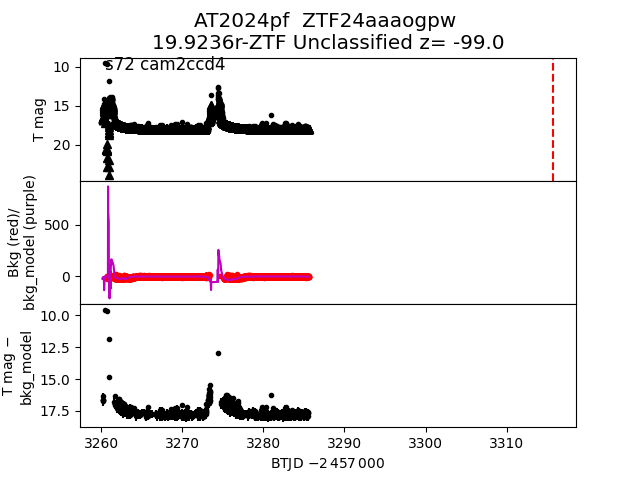 AT2024pf  ZTF24aaaogpw
19.9236r-ZTF Unclassified z= -99.0
s72 cam2ccd4
10
15
20
T mag
500
0
Bkg (red)/
bkg_model (purple)
10.0
12.5
15.0
17.5
T mag −
bkg_model
3260
3270
3280
3290
3300
3310
BTJD −2 457 000